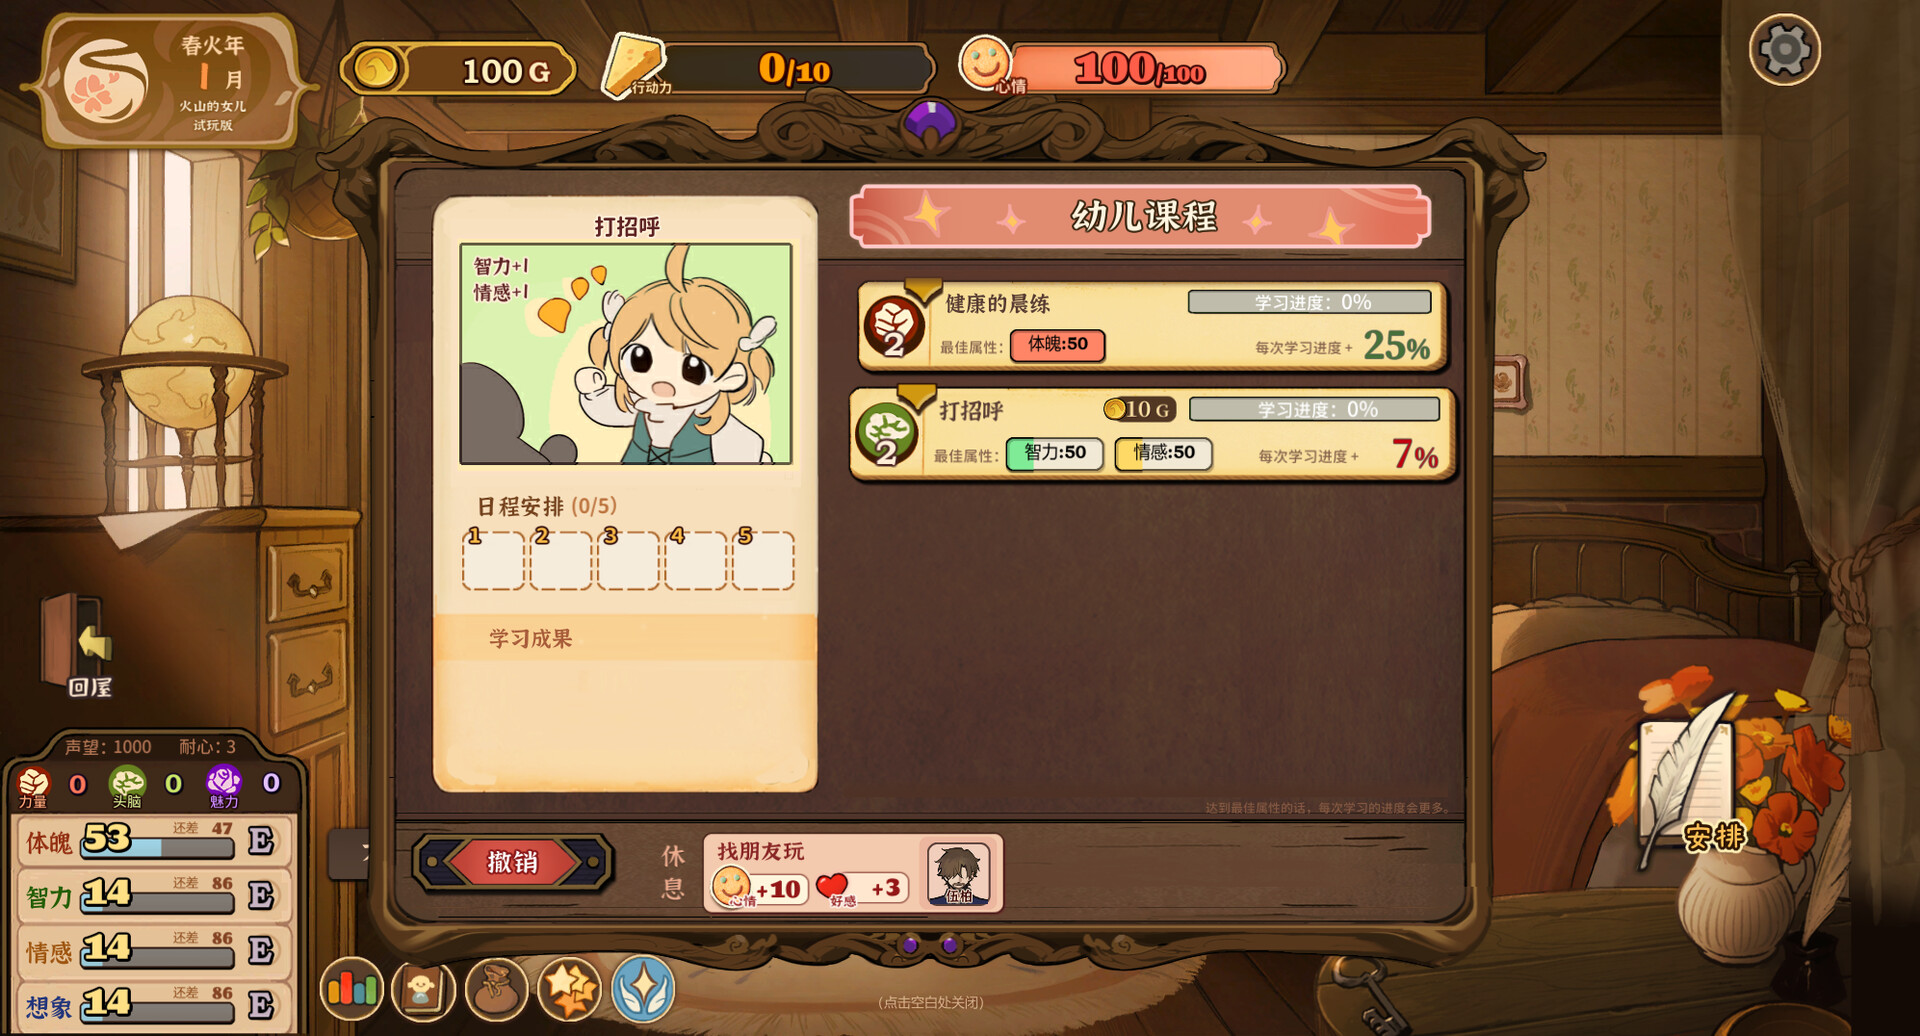 春火年
1 月
火山的女儿
试玩版
100 G
行动力
0/10
心情
100/100
打招呼
智力+1
情感+1
日程安排 (0/5)
1 2 3 4 5
学习成果
幼儿课程
2
健康的晨练
学习进度：0%
最佳属性：
体魄:50
每次学习进度 + 25%
2
打招呼
10 G
学习进度：0%
最佳属性：
智力:50
情感:50
每次学习进度 + 7%
达到最佳属性的话，每次学习的进度会更多。
撤销
休息
找朋友玩
心情 +10
好感 +3
伍柏
回屋
声望：1000 耐心：3
力量 0
头脑 0
魅力 0
体魄 53 还差 47 E
智力 14 还差 86 E
情感 14 还差 86 E
想象 14 还差 86 E
安排
(点击空白处关闭)